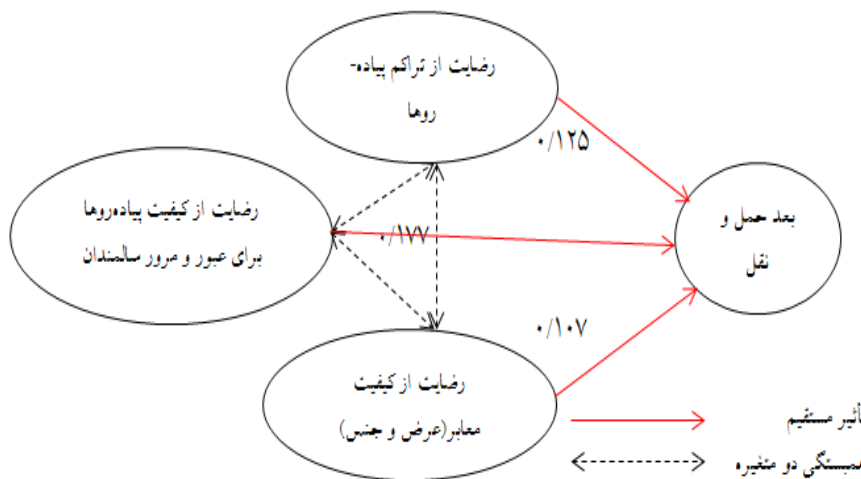 رضایت از تراکم پیاده-
روها
۰/۱۲۵
رضایت از کیفیت پیاده‌روها
برای عبور و مرور سالمندان
۰/۱۷۷
بعد حمل و
نقل
۰/۱۰۷
رضایت از کیفیت
معابر(عرض و جنس)
أثیر مستقیم
همبستگی دو متغیره